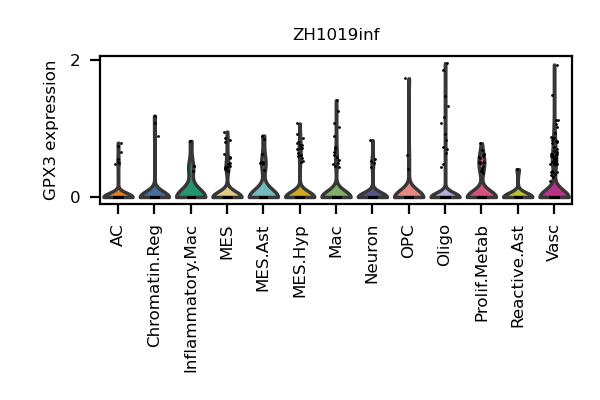 ZH1019inf
GPX3 expression
2
0
AC
Chromatin.Reg
Inflammatory.Mac
MES
MES.Ast
MES.Hyp
Mac
Neuron
OPC
Oligo
Prolif.Metab
Reactive.Ast
Vasc